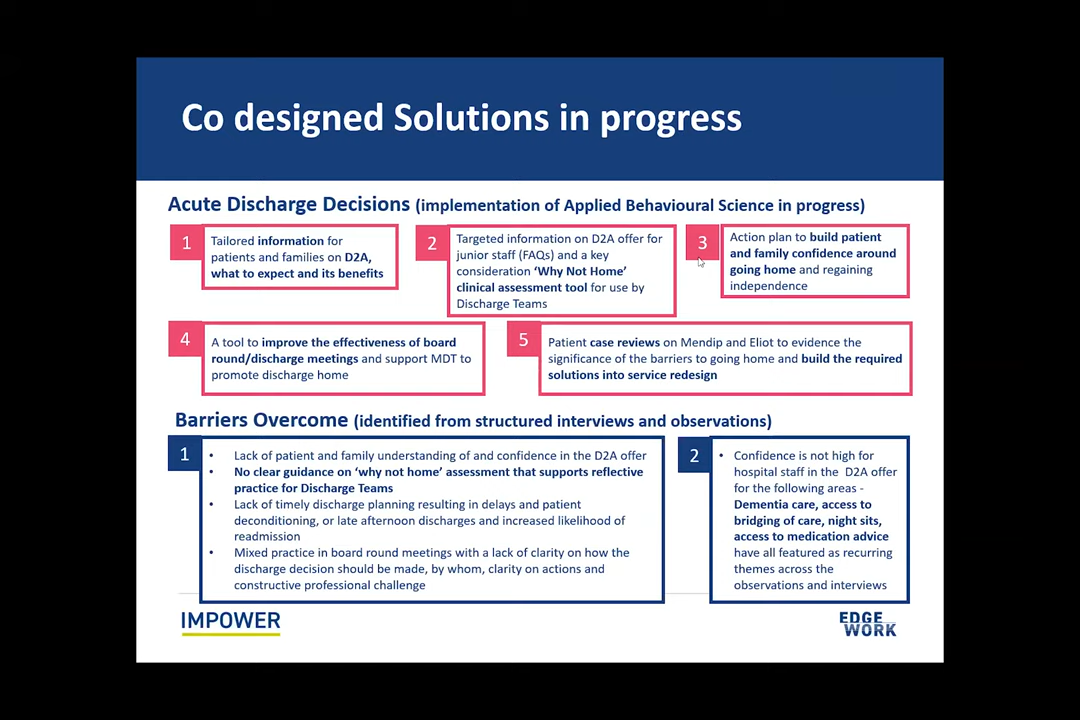 Co designed Solutions in progress
Acute Discharge Decisions (implementation of Applied Behavioural Science in progress)
1
Tailored information for
patients and families on D2A,
what to expect and its benefits
2
Targeted information on D2A offer for
junior staff (FAQs) and a key
consideration ‘Why Not Home’
clinical assessment tool for use by
Discharge Teams
3
Action plan to build patient
and family confidence around
going home and regaining
independence
4
A tool to improve the effectiveness of board
round/discharge meetings and support MDT to
promote discharge home
5
Patient case reviews on Mendip and Eliot to evidence the
significance of the barriers to going home and build the required
solutions into service redesign
Barriers Overcome (identified from structured interviews and observations)
1
• Lack of patient and family understanding of and confidence in the D2A offer
• No clear guidance on ‘why not home’ assessment that supports reflective
practice for Discharge Teams
• Lack of timely discharge planning resulting in delays and patient
deconditioning, or late afternoon discharges and increased likelihood of
readmission
• Mixed practice in board round meetings with a lack of clarity on how the
discharge decision should be made, by whom, clarity on actions and
constructive professional challenge
2
• Confidence is not high for
hospital staff in the D2A offer
for the following areas -
Dementia care, access to
bridging of care, night sits,
access to medication advice
have all featured as recurring
themes across the
observations and interviews
IMPOWER
EDGE
WORK